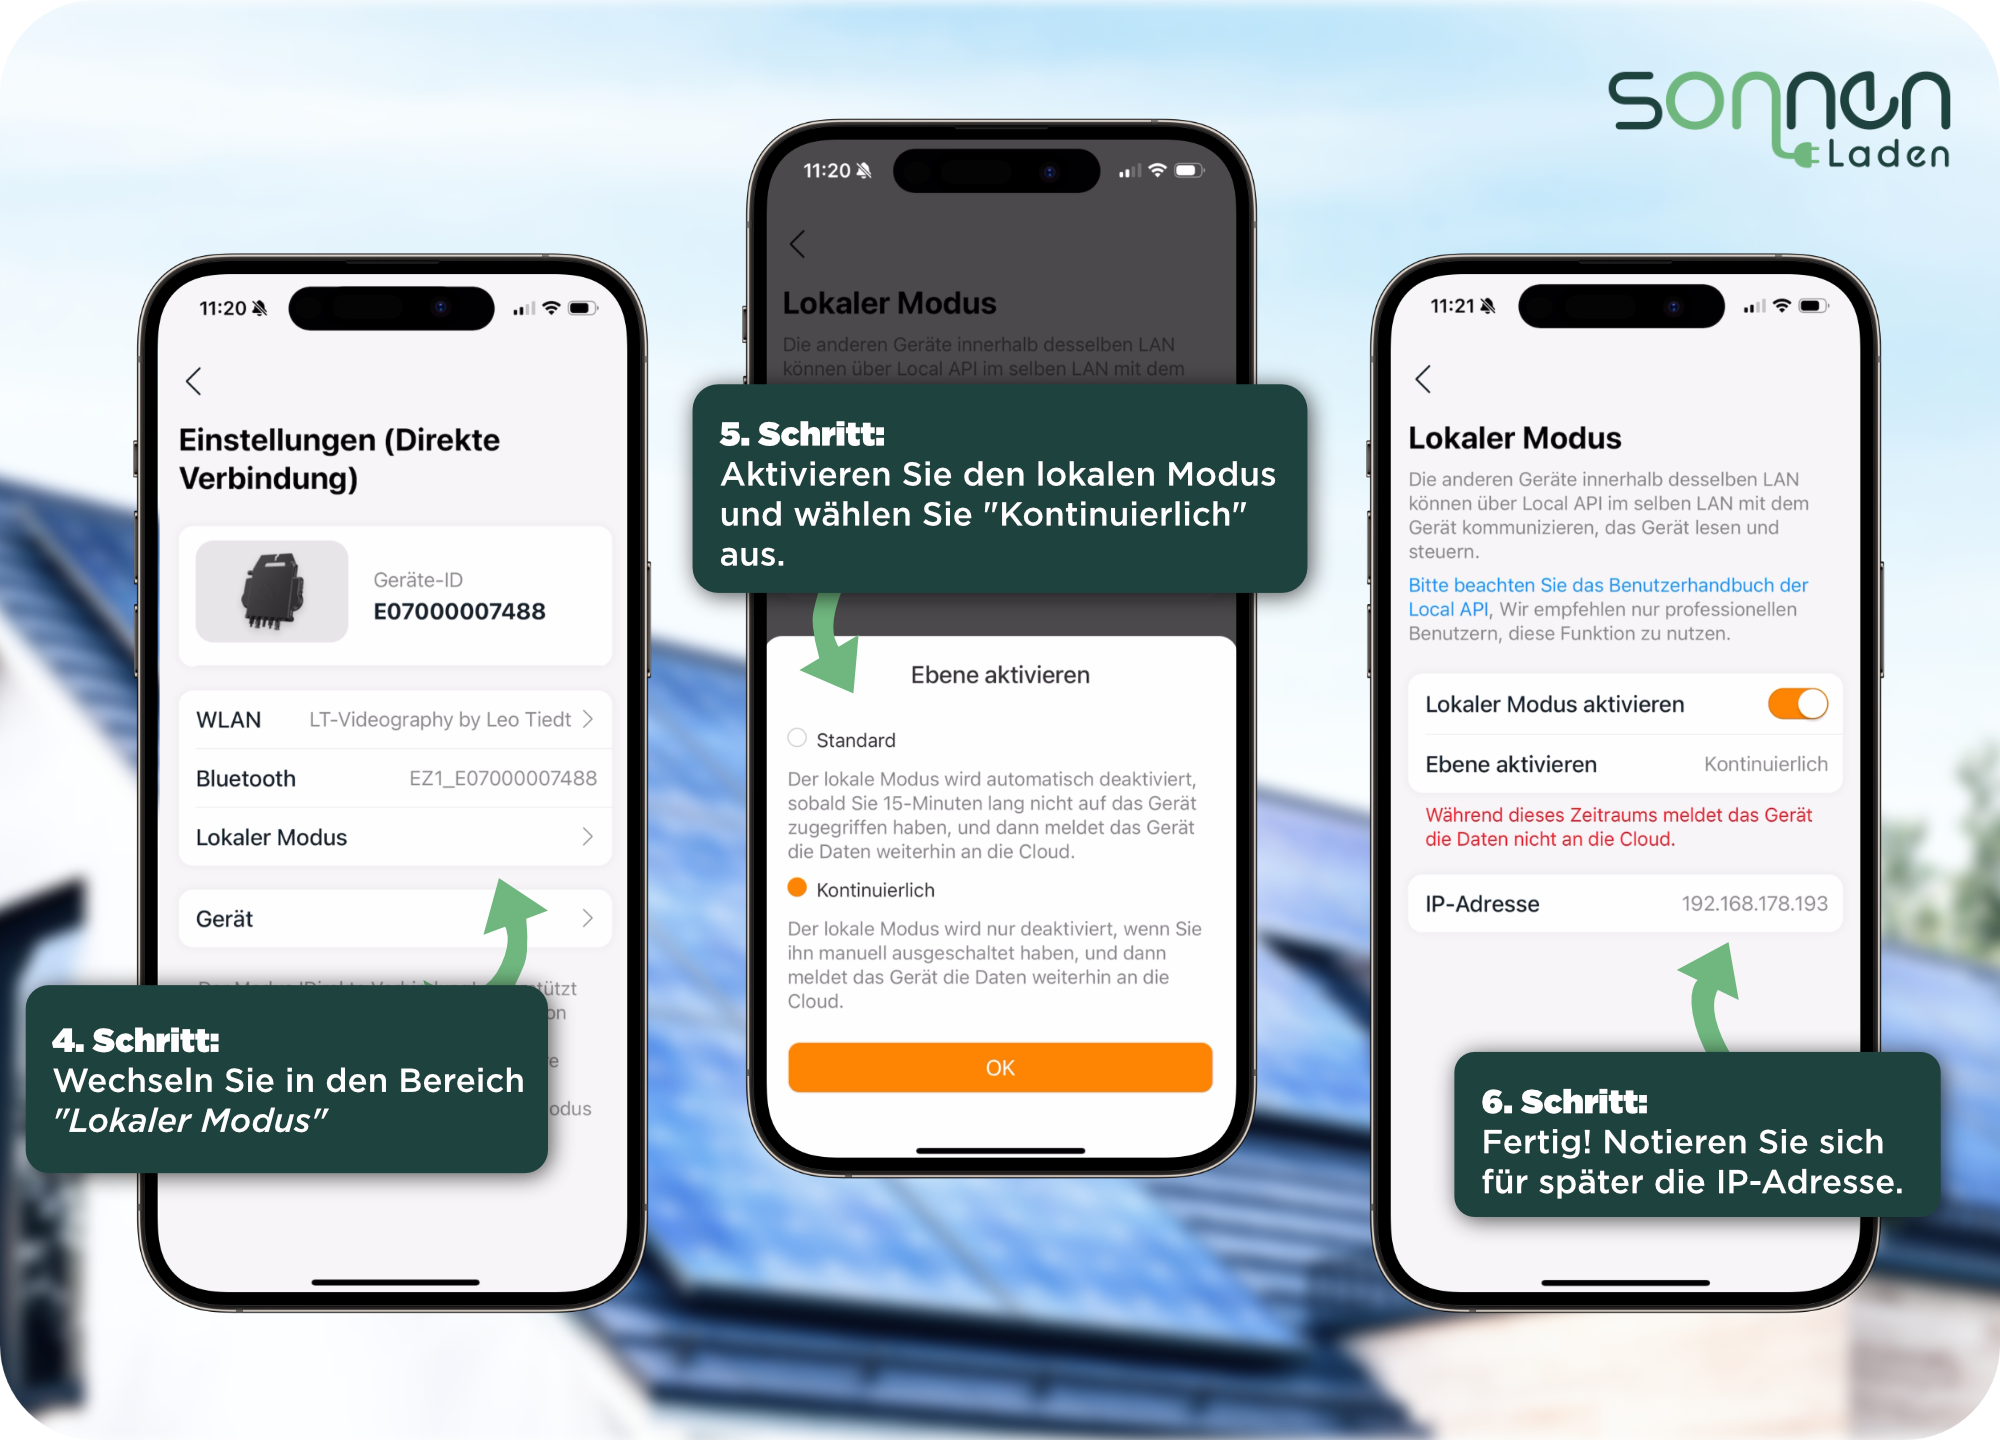 sonnen
Laden
11:20
Einstellungen (Direkte
Verbindung)
Geräte-ID
E07000007488
WLAN LT-Videography by Leo Tiedt
Bluetooth EZ1_E07000007488
Lokaler Modus
Gerät
tützt
on
e
odus
4. Schritt:
Wechseln Sie in den Bereich
"Lokaler Modus"
11:20
Lokaler Modus
Die anderen Geräte innerhalb desselben LAN
können über Local API im selben LAN mit dem
5. Schritt:
Aktivieren Sie den lokalen Modus
und wählen Sie "Kontinuierlich"
aus.
Ebene aktivieren
Standard
Der lokale Modus wird automatisch deaktiviert,
sobald Sie 15-Minuten lang nicht auf das Gerät
zugegriffen haben, und dann meldet das Gerät
die Daten weiterhin an die Cloud.
Kontinuierlich
Der lokale Modus wird nur deaktiviert, wenn Sie
ihn manuell ausgeschaltet haben, und dann
meldet das Gerät die Daten weiterhin an die
Cloud.
OK
11:21
Lokaler Modus
Die anderen Geräte innerhalb desselben LAN
können über Local API im selben LAN mit dem
Gerät kommunizieren, das Gerät lesen und
steuern.
Bitte beachten Sie das Benutzerhandbuch der
Local API, Wir empfehlen nur professionellen
Benutzern, diese Funktion zu nutzen.
Lokaler Modus aktivieren
Ebene aktivieren Kontinuierlich
Während dieses Zeitraums meldet das Gerät
die Daten nicht an die Cloud.
IP-Adresse 192.168.178.193
6. Schritt:
Fertig! Notieren Sie sich
für später die IP-Adresse.